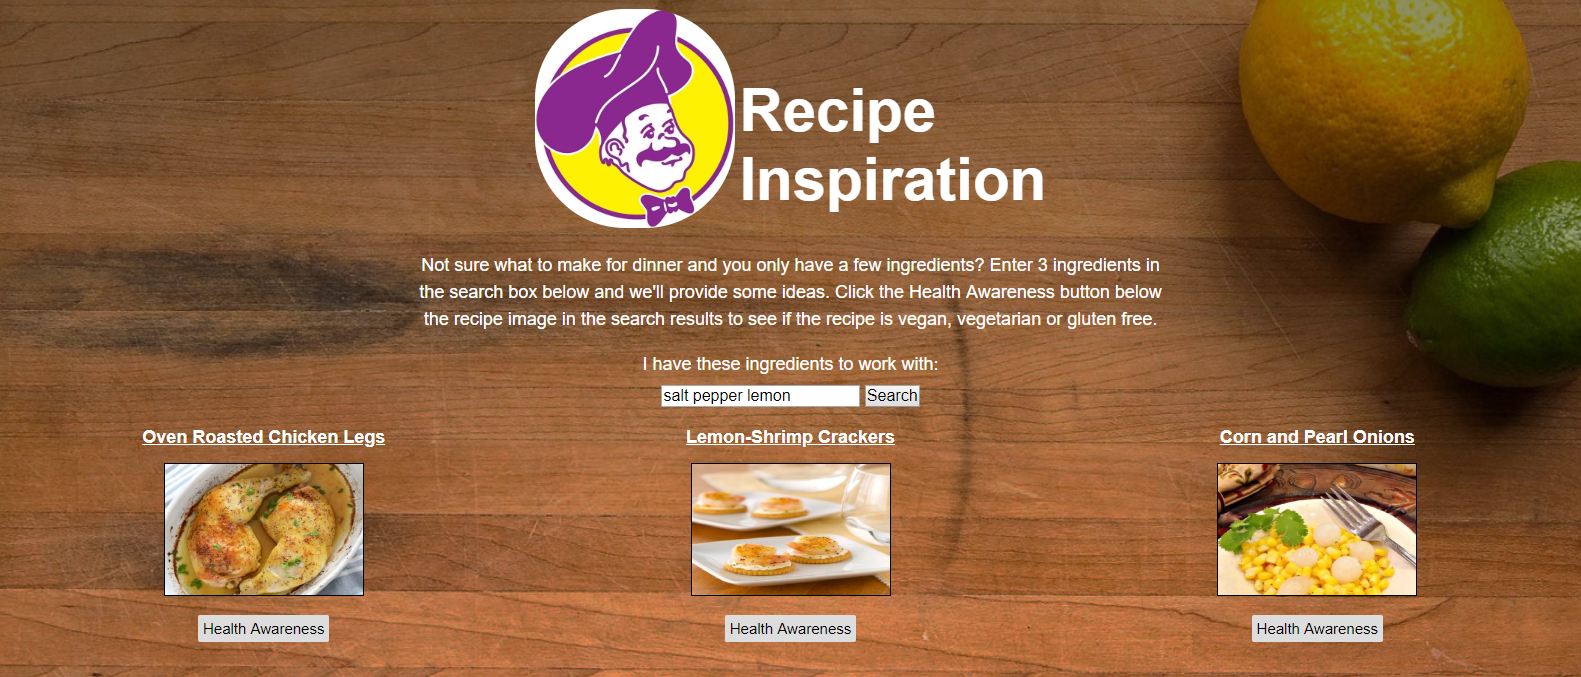 Recipe
Inspiration
Not sure what to make for dinner and you only have a few ingredients? Enter 3 ingredients in
the search box below and we'll provide some ideas. Click the Health Awareness button below
the recipe image in the search results to see if the recipe is vegan, vegetarian or gluten free.
I have these ingredients to work with:
salt pepper lemon Search
Oven Roasted Chicken Legs
Lemon-Shrimp Crackers
Corn and Pearl Onions
Health Awareness
Health Awareness
Health Awareness